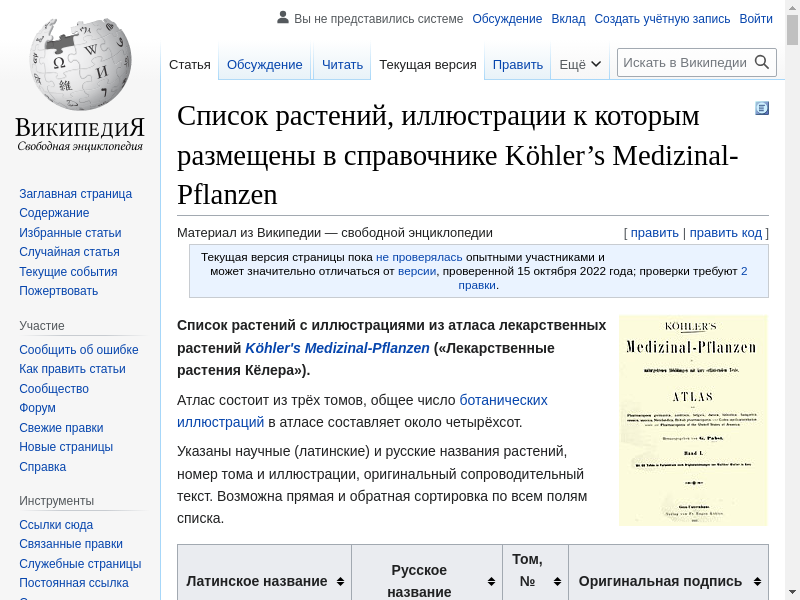 Вы не представились системе Обсуждение Вклад Создать учётную запись Войти
Статья Обсуждение Читать Текущая версия Править Ещё Искать в Википедии
ВИКИПЕДИЯ
Свободная энциклопедия
Заглавная страница
Содержание
Избранные статьи
Случайная статья
Текущие события
Пожертвовать
Участие
Сообщить об ошибке
Как править статьи
Сообщество
Форум
Свежие правки
Новые страницы
Справка
Инструменты
Ссылки сюда
Связанные правки
Служебные страницы
Постоянная ссылка
Список растений, иллюстрации к которым
размещены в справочнике Köhler’s Medizinal-
Pflanzen
Материал из Википедии — свободной энциклопедии [ править | править код ]
Текущая версия страницы пока не проверялась опытными участниками и
может значительно отличаться от версии, проверенной 15 октября 2022 года; проверки требуют 2
правки.
Список растений с иллюстрациями из атласа лекарственных
растений Köhler's Medizinal-Pflanzen («Лекарственные
растения Кёлера»).
Атлас состоит из трёх томов, общее число ботанических
иллюстраций в атласе составляет около четырёхсот.
Указаны научные (латинские) и русские названия растений,
номер тома и иллюстрации, оригинальный сопроводительный
текст. Возможна прямая и обратная сортировка по всем полям
списка.
KÖHLER'S
Medizinal-Pflanzen
ATLAS
G. Pabst.
Band I.
Латинское название
Русское
название
Том,
№
Оригинальная подпись